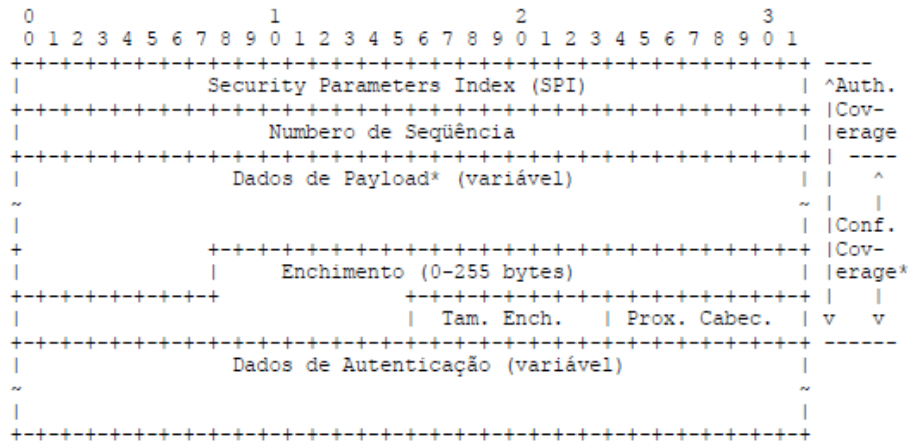 0                   1                   2                   3
0 1 2 3 4 5 6 7 8 9 0 1 2 3 4 5 6 7 8 9 0 1 2 3 4 5 6 7 8 9 0 1
+-+-+-+-+-+-+-+-+-+-+-+-+-+-+-+-+-+-+-+-+-+-+-+-+-+-+-+-+-+-+-+-+ ----
|               Security Parameters Index (SPI)                 | ^Auth.
+-+-+-+-+-+-+-+-+-+-+-+-+-+-+-+-+-+-+-+-+-+-+-+-+-+-+-+-+-+-+-+-+ |Cov-
|                    Numbero de Seqüência                       | |erage
+-+-+-+-+-+-+-+-+-+-+-+-+-+-+-+-+-+-+-+-+-+-+-+-+-+-+-+-+-+-+-+-+ | ----
|                 Dados de Payload* (variável)                  | |   ^
~                                                               ~ |   |
|                                                               | |Conf.
+               +-+-+-+-+-+-+-+-+-+-+-+-+-+-+-+-+-+-+-+-+-+-+-+-+ |Cov-
|               |     Enchimento (0-255 bytes)                  | |erage*
+-+-+-+-+-+-+-+-+               +-+-+-+-+-+-+-+-+-+-+-+-+-+-+-+-+ |   |
|                               |  Tam. Ench.   | Prox. Cabec.  | v   v
+-+-+-+-+-+-+-+-+-+-+-+-+-+-+-+-+-+-+-+-+-+-+-+-+-+-+-+-+-+-+-+-+ ------
|                 Dados de Autenticação (variável)              |
~                                                               ~
|                                                               |
+-+-+-+-+-+-+-+-+-+-+-+-+-+-+-+-+-+-+-+-+-+-+-+-+-+-+-+-+-+-+-+-+